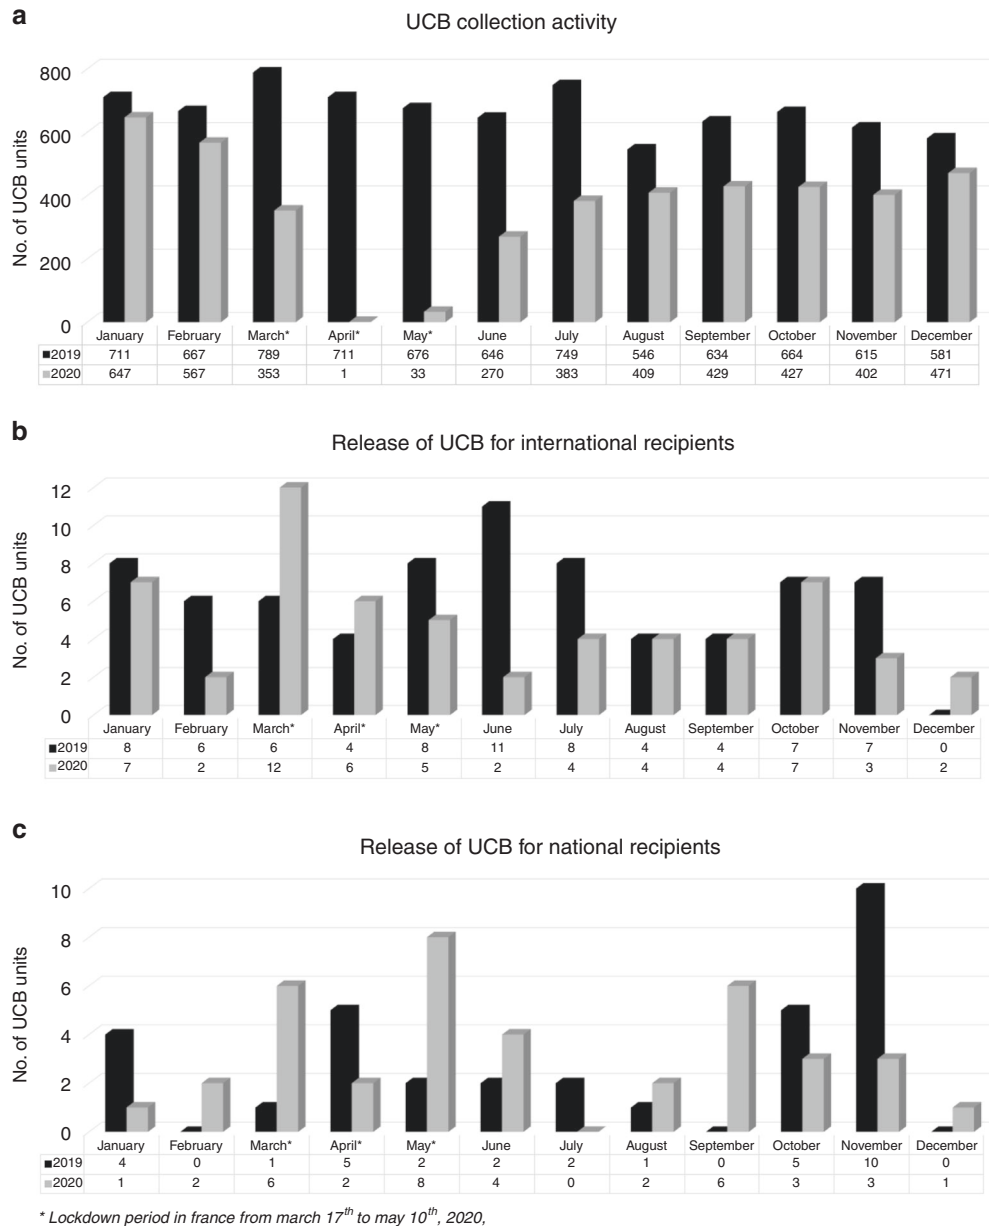 a
UCB collection activity
No. of UCB units
800
600
400
200
0
January February March* April* May* June July August September October November December
2019 711 667 789 711 676 646 749 546 634 664 615 581
2020 647 567 353 1 33 270 383 409 429 427 402 471
b
Release of UCB for international recipients
No. of UCB units
12
10
8
6
4
2
0
January February March* April* May* June July August September October November December
2019 8 6 6 4 8 11 8 4 4 7 7 0
2020 7 2 12 6 5 2 4 4 4 7 3 2
c
Release of UCB for national recipients
No. of UCB units
10
8
6
4
2
0
January February March* April* May* June July August September October November December
2019 4 0 1 5 2 2 2 1 0 5 10 0
2020 1 2 6 2 8 4 0 2 6 3 3 1
* Lockdown period in france from march 17th to may 10th, 2020,